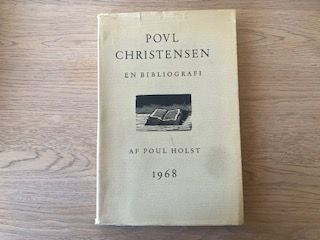 POVL
CHRISTENSEN
EN BIBLIOGRAFI
AF POUL HOLST
1968